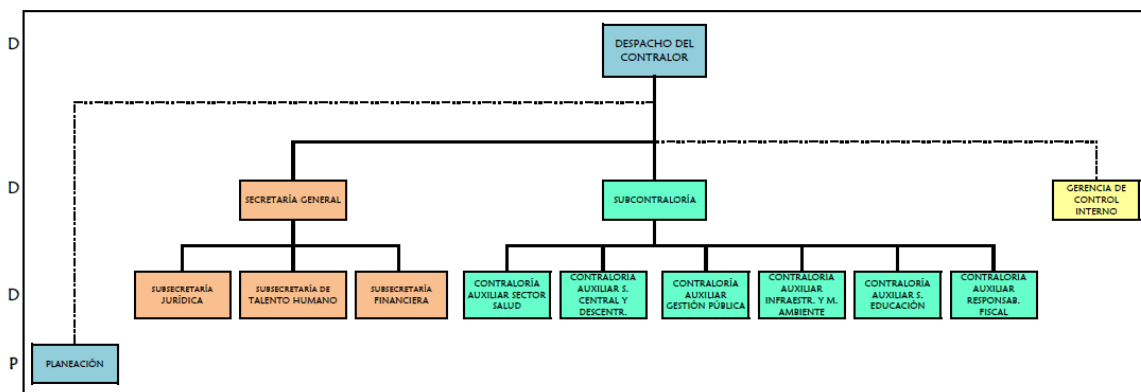 D
DESPACHO DEL
CONTRALOR
D
SECRETARÍA GENERAL
SUBCONTRALORÍA
GERENCIA DE
CONTROL
INTERNO
D
SUBSECRETARÍA
JURÍDICA
SUBSECRETARÍA DE
TALENTO HUMANO
SUBSECRETARÍA
FINANCIERA
CONTRALORÍA
AUXILIAR SECTOR
SALUD
CONTRALORIA
AUXILIAR S.
CENTRAL Y
DESCENTR.
CONTRALORÍA
AUXILIAR
GESTIÓN PÚBLICA
CONTRALORIA
AUXILIAR
INFRAESTR. Y M.
AMBIENTE
CONTRALORÍA
AUXILIAR S.
EDUCACIÓN
CONTRALORIA
AUXILIAR
RESPONSAB.
FISCAL
P
PLANEACIÓN